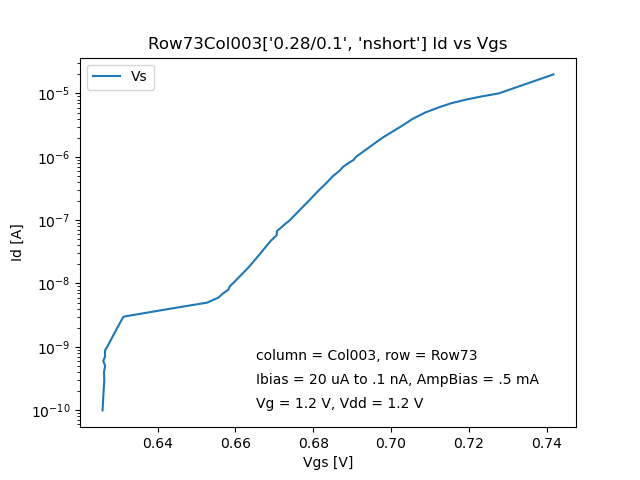 Row73Col003['0.28/0.1', 'nshort'] Id vs Vgs
Vs
10⁻⁵
10⁻⁶
10⁻⁷
10⁻⁸
10⁻⁹
10⁻¹⁰
Id [A]
column = Col003, row = Row73
Ibias = 20 uA to .1 nA, AmpBias = .5 mA
Vg = 1.2 V, Vdd = 1.2 V
0.64 0.66 0.68 0.70 0.72 0.74
Vgs [V]